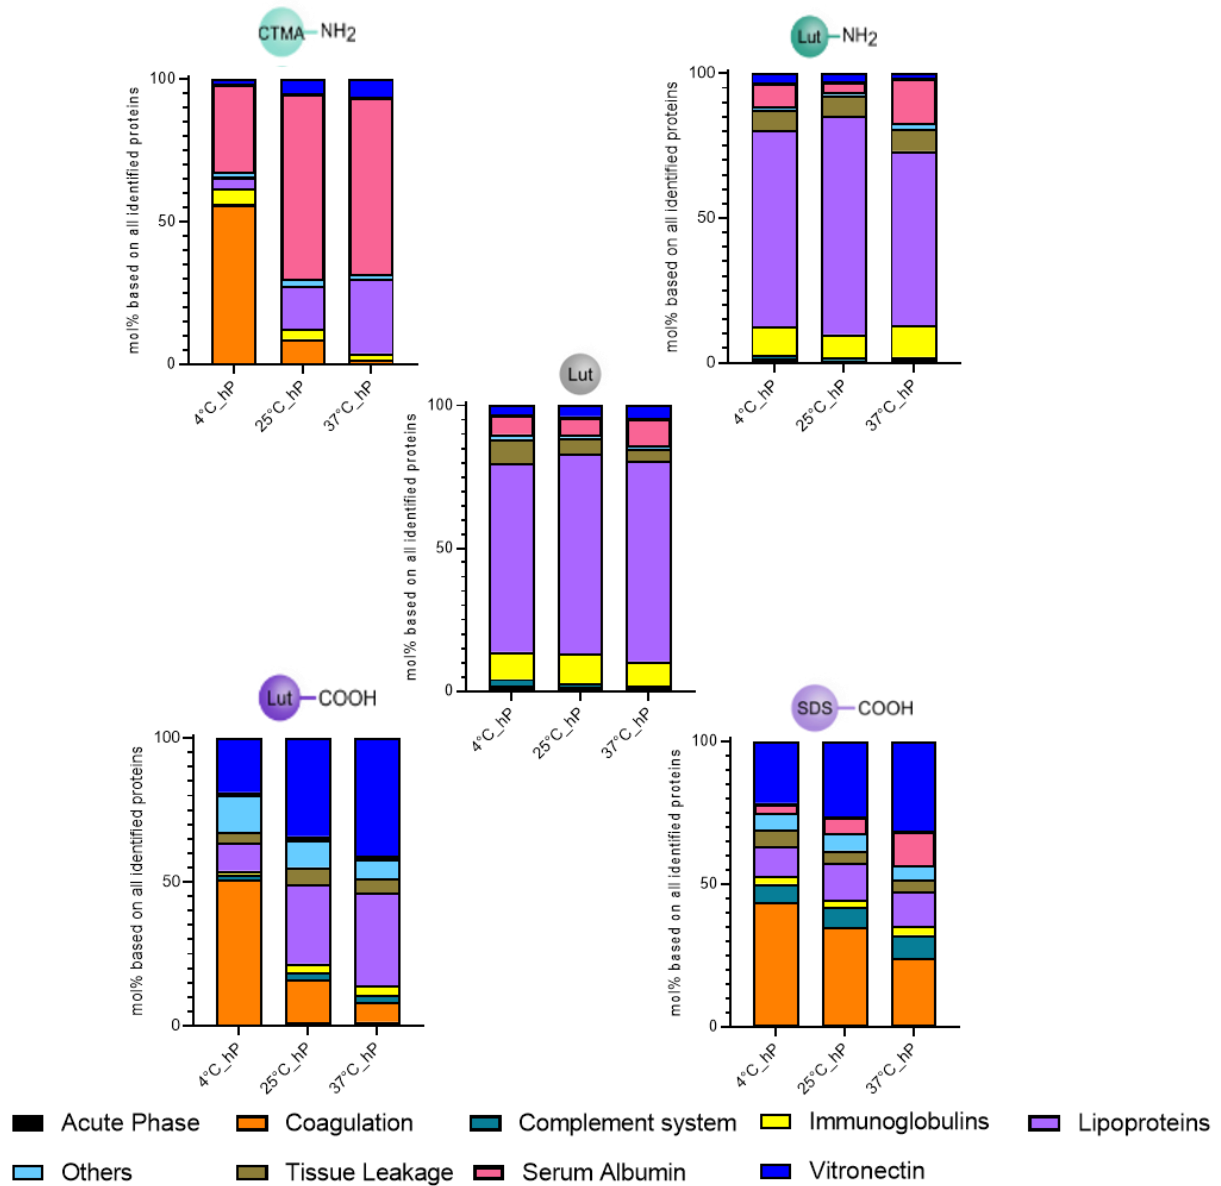 CTMA NH2
Lut NH2
mol% based on all identified proteins
100
50
0
4°C_hP
25°C_hP
37°C_hP
mol% based on all identified proteins
100
50
0
4°C_hP
25°C_hP
37°C_hP
Lut
mol% based on all identified proteins
100
50
0
4°C_hP
25°C_hP
37°C_hP
Lut COOH
SDS COOH
mol% based on all identified proteins
100
50
0
4°C_hP
25°C_hP
37°C_hP
mol% based on all identified proteins
100
50
0
4°C_hP
25°C_hP
37°C_hP
Acute Phase Coagulation Complement system Immunoglobulins Lipoproteins
Others Tissue Leakage Serum Albumin Vitronectin